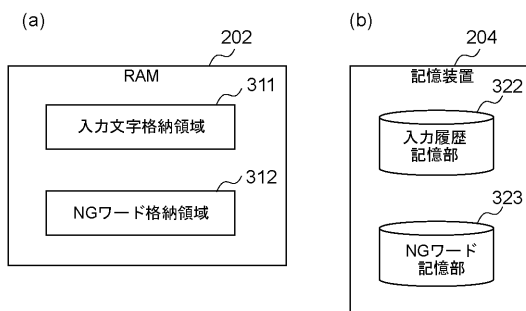 (a)
202
RAM
311
入力文字格納領域
312
NGワード格納領域
(b)
204
記憶装置
322
入力履歴
記憶部
323
NGワード
記憶部